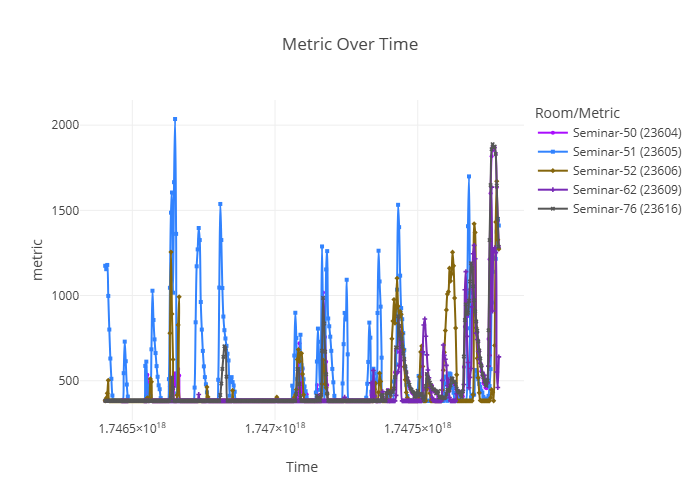 Metric Over Time
Room/Metric
Seminar-50 (23604)
Seminar-51 (23605)
Seminar-52 (23606)
Seminar-62 (23609)
Seminar-76 (23616)
metric
2000
1500
1000
500
1.7465×10¹⁸
1.747×10¹⁸
1.7475×10¹⁸
Time